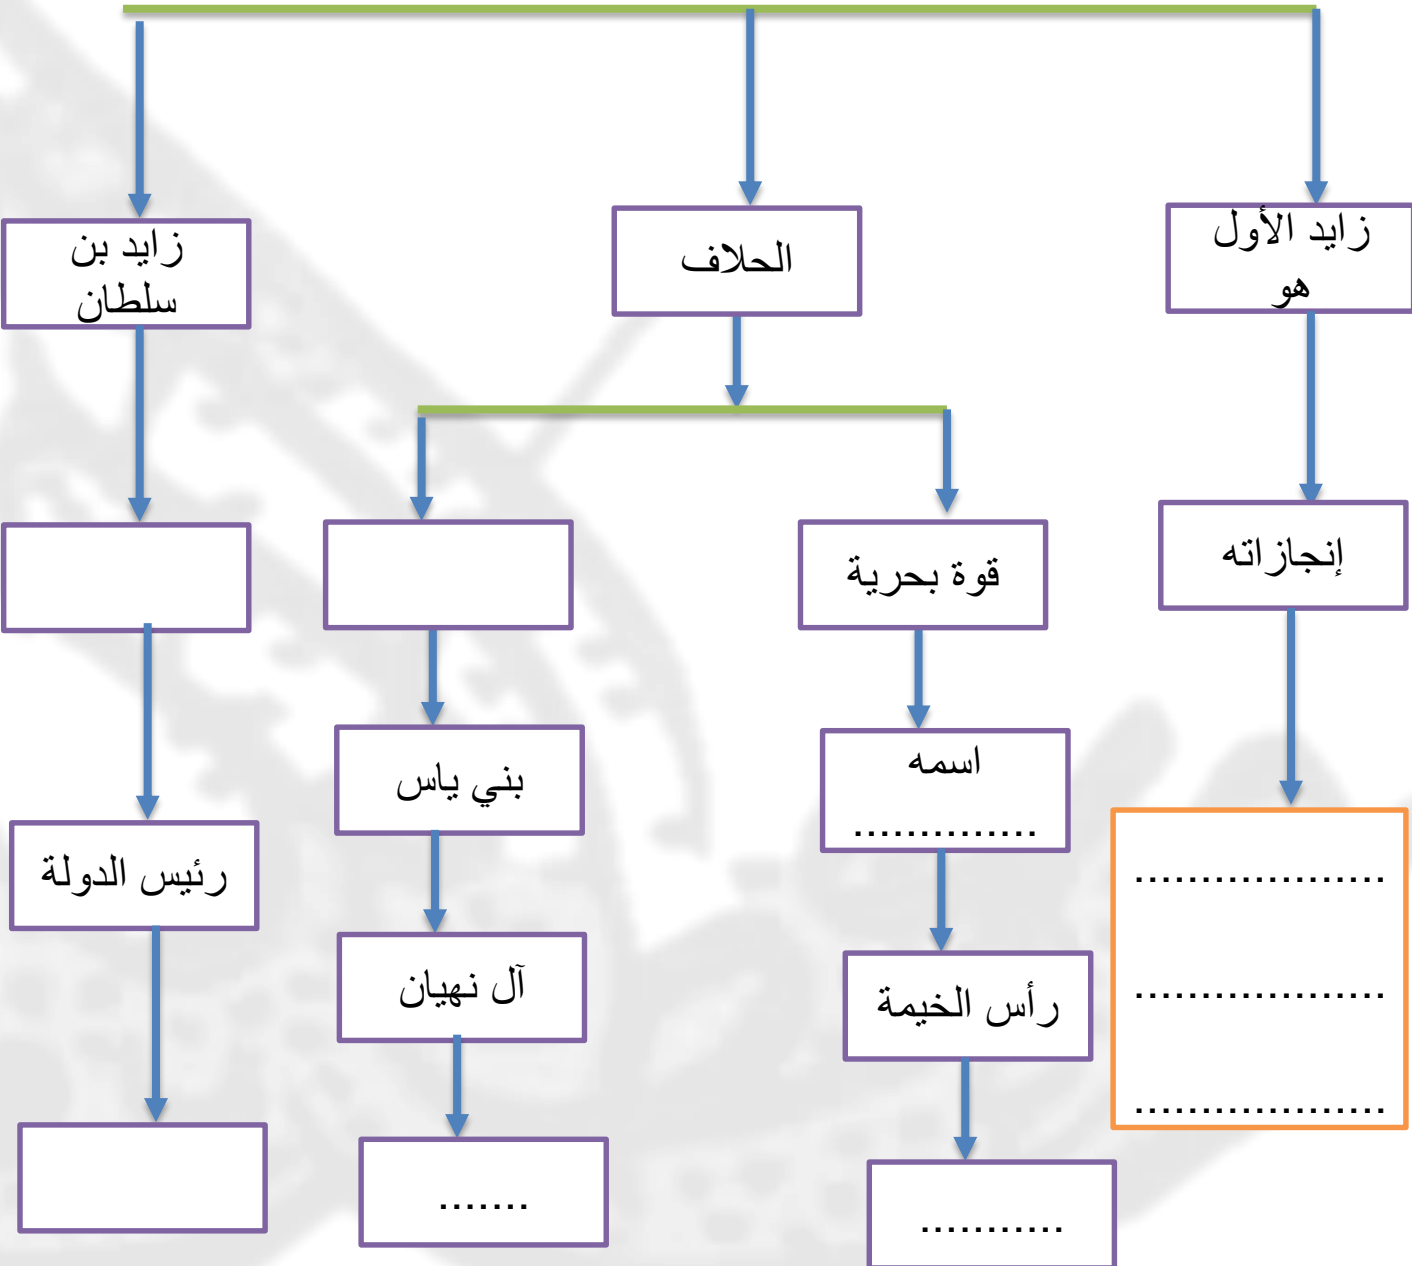 زايد الأول
هو
الحلاف
زايد بن
سلطان
إنجازاته
قوة بحرية
اسمه
..............
بني ياس
رئيس الدولة
...................
...................
...................
رأس الخيمة
آل نهيان
...........
.......